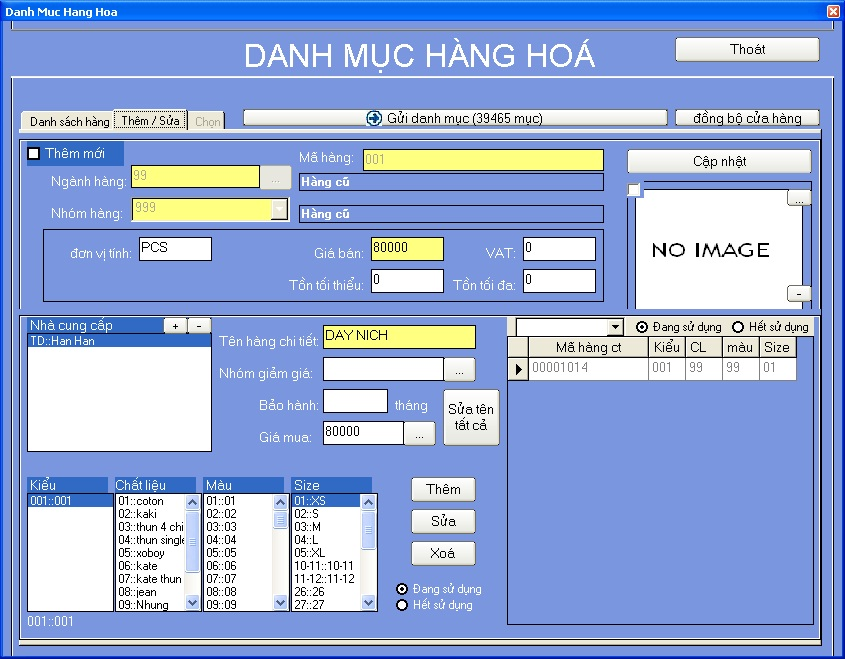 Danh Muc Hang Hoa
DANH MỤC HÀNG HOÁ
Thoát
Danh sách hàng
Thêm / Sửa
Chọn
Gửi danh mục (39465 mục)
đồng bộ cửa hàng
Thêm mới
Mã hàng: 001
Cập nhật
Ngành hàng: 99 ...
Hàng cũ
Nhóm hàng: 999
Hàng cũ
...
đơn vị tính: PCS
Giá bán: 80000
VAT: 0
NO IMAGE
Tồn tối thiểu: 0
Tồn tối đa: 0
-
Nhà cung cấp + -
TD::Han Han
Tên hàng chi tiết: DAY NICH
Nhóm giảm giá: ...
Bảo hành: tháng
Giá mua: 80000 ...
Sửa tên
tất cả
Đang sử dụng
Hết sử dụng
Mã hàng ct Kiểu CL màu Size
00001014 001 99 99 01
Kiểu
001::001
Chất liệu
01::coton
02::kaki
03::thun 4 chi
04::thun single
05::xoboy
06::kate
07::kate thun
08::jean
09::Nhung
Màu
01::01
02::02
03::03
04::04
05::05
06::06
07::07
08::08
09::09
Size
01::XS
02::S
03::M
04::L
05::XL
10-11::10-11
11-12::11-12
26::26
27::27
Thêm
Sửa
Xoá
Đang sử dụng
Hết sử dụng
001::001